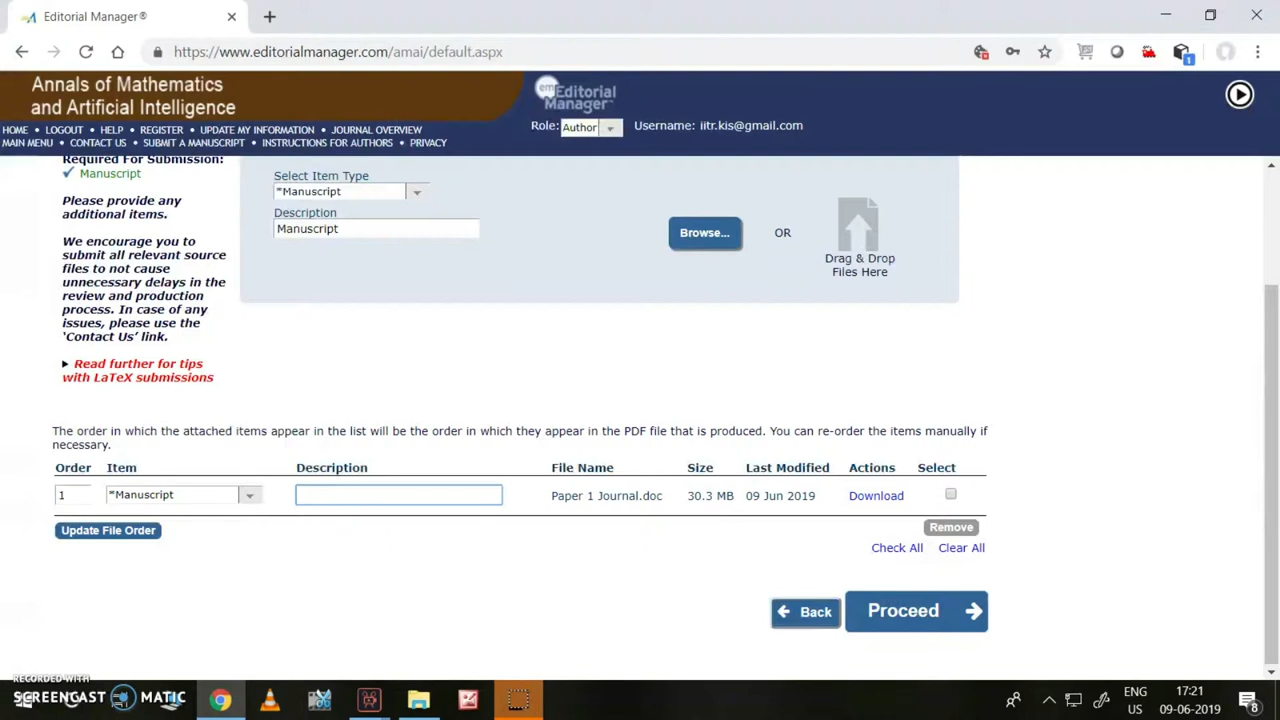 Editorial Manager®
https://www.editorialmanager.com/amai/default.aspx
1
Annals of Mathematics
and Artificial Intelligence
em Editorial
Manager™
Role: Author Username: iitr.kis@gmail.com
HOME • LOGOUT • HELP • REGISTER • UPDATE MY INFORMATION • JOURNAL OVERVIEW
MAIN MENU • CONTACT US • SUBMIT A MANUSCRIPT • INSTRUCTIONS FOR AUTHORS • PRIVACY
Required For Submission:
Manuscript
Please provide any
additional items.
We encourage you to
submit all relevant source
files to not cause
unnecessary delays in the
review and production
process. In case of any
issues, please use the
‘Contact Us’ link.
Read further for tips
with LaTeX submissions
Select Item Type
*Manuscript
Description
Manuscript
Browse...
OR
Drag & Drop
Files Here
The order in which the attached items appear in the list will be the order in which they appear in the PDF file that is produced. You can re-order the items manually if
necessary.
Order Item Description File Name Size Last Modified Actions Select
1 *Manuscript Paper 1 Journal.doc 30.3 MB 09 Jun 2019 Download
Update File Order
Remove
Check All Clear All
Back
Proceed
RECORDED WITH
SCREENCAST MATIC
ENG
US
17:21
09-06-2019
8